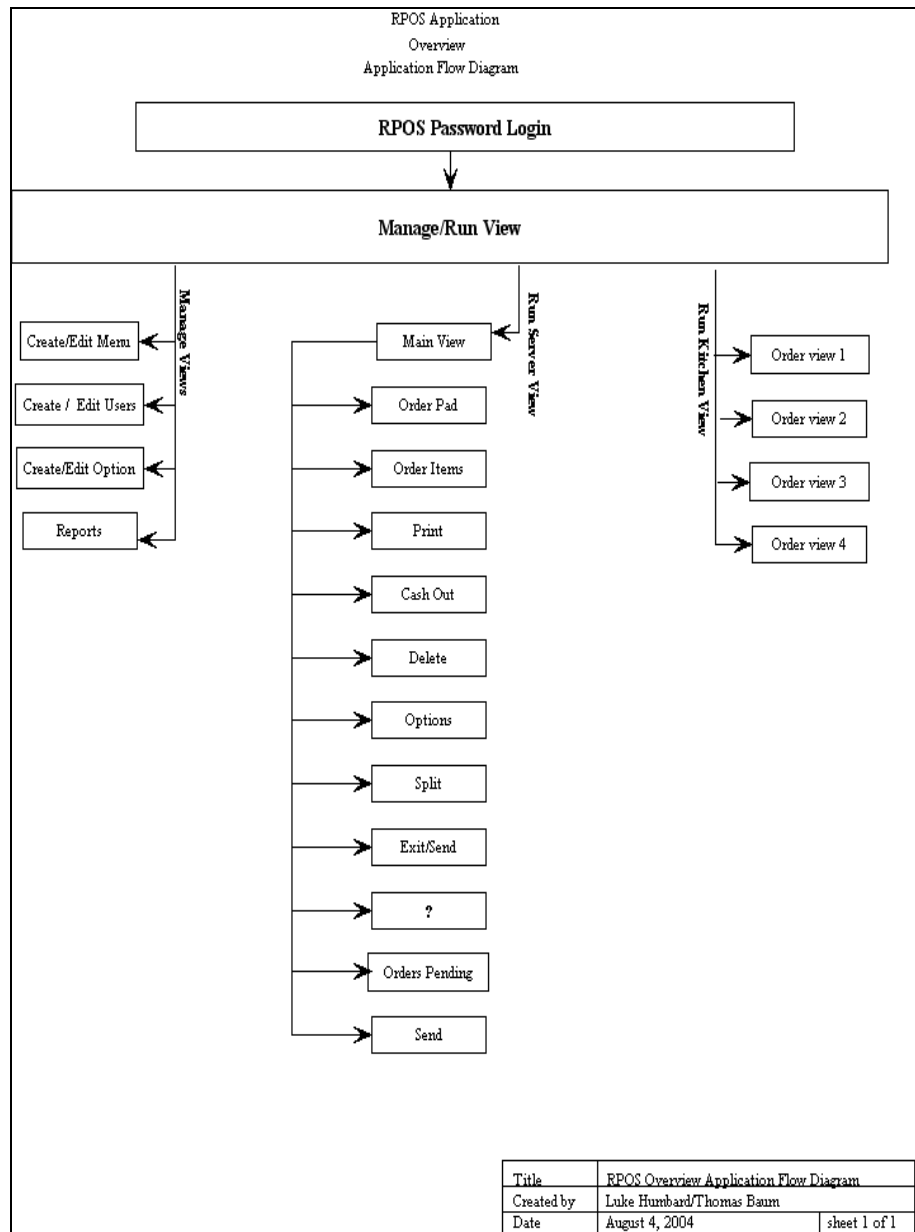 RPOS Application
Overview
Application Flow Diagram
RPOS Password Login
Manage/Run View
Manage Views
Create/Edit Menu
Create / Edit Users
Create/Edit Option
Reports
Run Server View
Main View
Order Pad
Order Items
Print
Cash Out
Delete
Options
Split
Exit/Send
?
Orders Pending
Send
Run Kitchen View
Order view 1
Order view 2
Order view 3
Order view 4
Title RPOS Overview Application Flow Diagram
Created by Luke Humbard/Thomas Baum
Date August 4, 2004 sheet 1 of 1